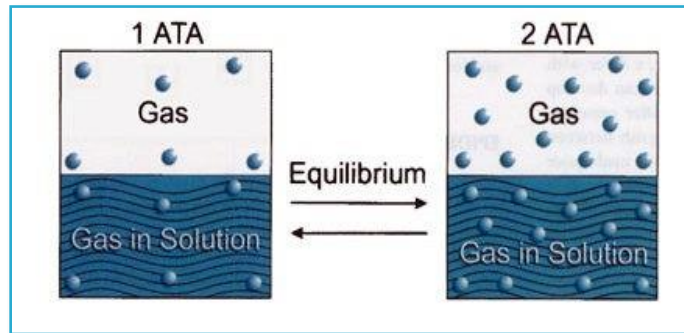 1 ATA
2 ATA
Gas
Gas
Equilibrium
Gas in Solution
Gas in Solution